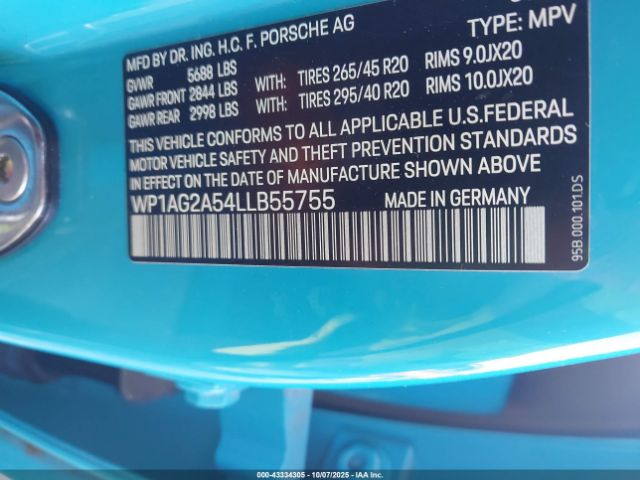 MFD BY DR. ING. H.C. F. PORSCHE AG
TYPE: MPV
GVWR 5688 LBS
GAWR FRONT 2844 LBS WITH: TIRES 265/45 R20 RIMS 9.0JX20
GAWR REAR 2998 LBS WITH: TIRES 295/40 R20 RIMS 10.0JX20
THIS VEHICLE CONFORMS TO ALL APPLICABLE U.S.FEDERAL
MOTOR VEHICLE SAFETY AND THEFT PREVENTION STANDARDS
IN EFFECT ON THE DATE OF MANUFACTURE SHOWN ABOVE
WP1AG2A54LLB55755 MADE IN GERMANY
95B.000.101.DS
000-43334305 - 10/07/2025 - © IAA, Inc.